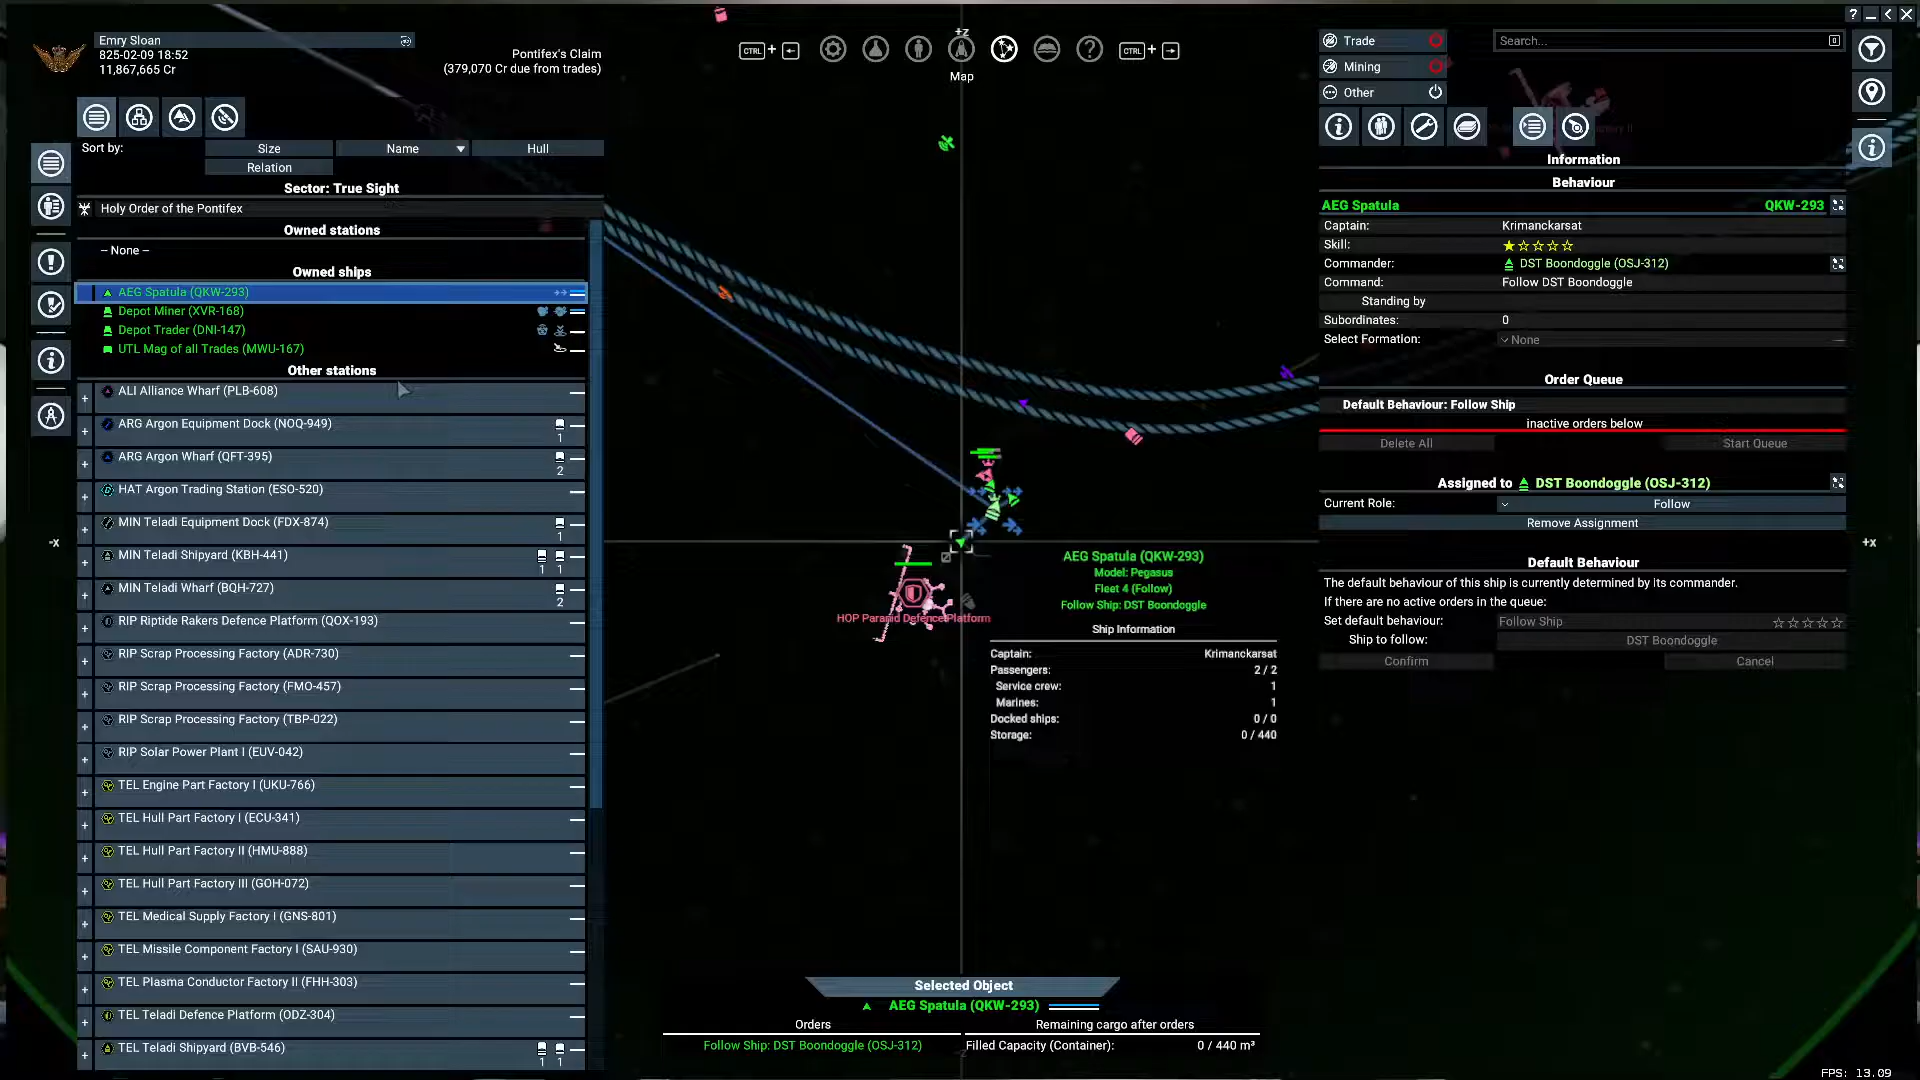 Emry Sloan
825-02-09 18:52
11,867,665 Cr
Pontifex's Claim
(379,070 Cr due from trades)
Sort by:
Size
Name
Hull
Relation
Sector: True Sight
Holy Order of the Pontifex
Owned stations
– None –
Owned ships
AEG Spatula (QKW-293)
Depot Miner (XVR-168)
Depot Trader (DNI-147)
UTL Mag of all Trades (MWU-167)
Other stations
+ ALI Alliance Wharf (PLB-608)
+ ARG Argon Equipment Dock (NOQ-949) 1
+ ARG Argon Wharf (QFT-395) 2
+ HAT Argon Trading Station (ESO-520)
+ MIN Teladi Equipment Dock (FDX-874) 1
+ MIN Teladi Shipyard (KBH-441) 1 1
+ MIN Teladi Wharf (BQH-727) 2
+ RIP Riptide Rakers Defence Platform (QOX-193)
+ RIP Scrap Processing Factory (ADR-730)
+ RIP Scrap Processing Factory (FMO-457)
+ RIP Scrap Processing Factory (TBP-022)
+ RIP Solar Power Plant I (EUV-042)
+ TEL Engine Part Factory I (UKU-766)
+ TEL Hull Part Factory I (ECU-341)
+ TEL Hull Part Factory II (HMU-888)
+ TEL Hull Part Factory III (GOH-072)
+ TEL Medical Supply Factory I (GNS-801)
+ TEL Missile Component Factory I (SAU-930)
+ TEL Plasma Conductor Factory II (FHH-303)
+ TEL Teladi Defence Platform (ODZ-304)
+ TEL Teladi Shipyard (BVB-546) 1 1
CTRL +
+Z
CTRL +
Map
-X
+X
HOP Paranid Defence Platform
AEG Spatula (QKW-293)
Model: Pegasus
Fleet 4 (Follow)
Follow Ship: DST Boondoggle
Ship Information
Captain: Krimanckarsat
Passengers: 2 / 2
Service crew: 1
Marines: 1
Docked ships: 0 / 0
Storage: 0 / 440
Selected Object
AEG Spatula (QKW-293)
Orders
Remaining cargo after orders
Follow Ship: DST Boondoggle (OSJ-312)
Filled Capacity (Container): 0 / 440 m³
-Z
Trade
Mining
Other
Search...
Information
Behaviour
AEG Spatula QKW-293
Captain: Krimanckarsat
Skill: ★☆☆☆☆
Commander: DST Boondoggle (OSJ-312)
Command: Follow DST Boondoggle
Standing by
Subordinates: 0
Select Formation: None
Order Queue
Default Behaviour: Follow Ship
inactive orders below
Delete All
Start Queue
Assigned to DST Boondoggle (OSJ-312)
Current Role: Follow
Remove Assignment
Default Behaviour
The default behaviour of this ship is currently determined by its commander.
If there are no active orders in the queue:
Set default behaviour: Follow Ship ☆☆☆☆☆
Ship to follow: DST Boondoggle
Confirm
Cancel
FPS: 13.09